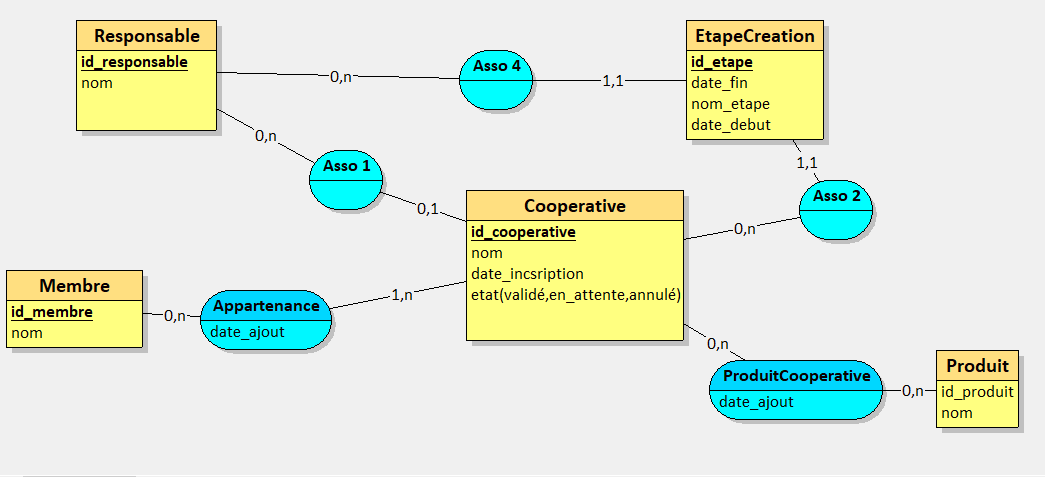 Responsable
id_responsable
nom
0,n
Asso 4
1,1
EtapeCreation
id_etape
date_fin
nom_etape
date_debut
0,n
Asso 1
0,1
1,1
Asso 2
0,n
Cooperative
id_cooperative
nom
date_incsription
etat(validé,en_attente,annulé)
Membre
id_membre
nom
0,n
Appartenance
date_ajout
1,n
0,n
ProduitCooperative
date_ajout
0,n
Produit
id_produit
nom